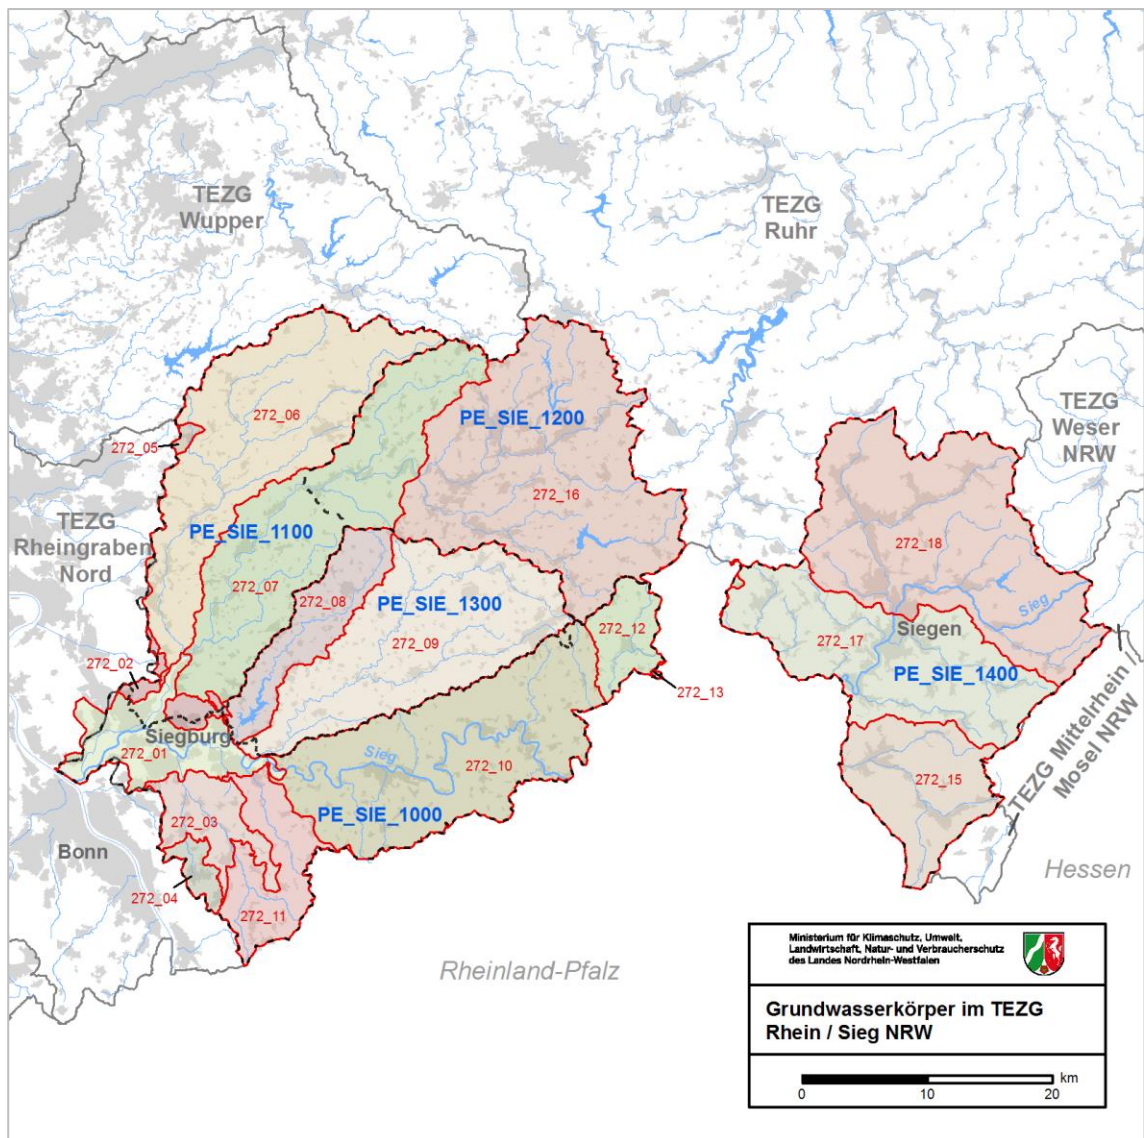 TEZG
Wupper
TEZG
Ruhr
TEZG
Weser
NRW
272_06
PE_SIE_1200
272_05
272_16
TEZG
Rheingraben
Nord
PE_SIE_1100
272_18
272_07
272_08
PE_SIE_1300
Sieg
272_09
272_12
272_17
Siegen
272_02
PE_SIE_1400
272_13
Siegburg
272_01
Sieg
272_10
TEZG Mittelrhein /
Mosel NRW
272_15
PE_SIE_1000
272_03
Bonn
Hessen
272_04
272_11
Rheinland-Pfalz
Ministerium für Klimaschutz, Umwelt,
Landwirtschaft, Natur- und Verbraucherschutz
des Landes Nordrhein-Westfalen
Grundwasserkörper im TEZG
Rhein / Sieg NRW
km
0 10 20